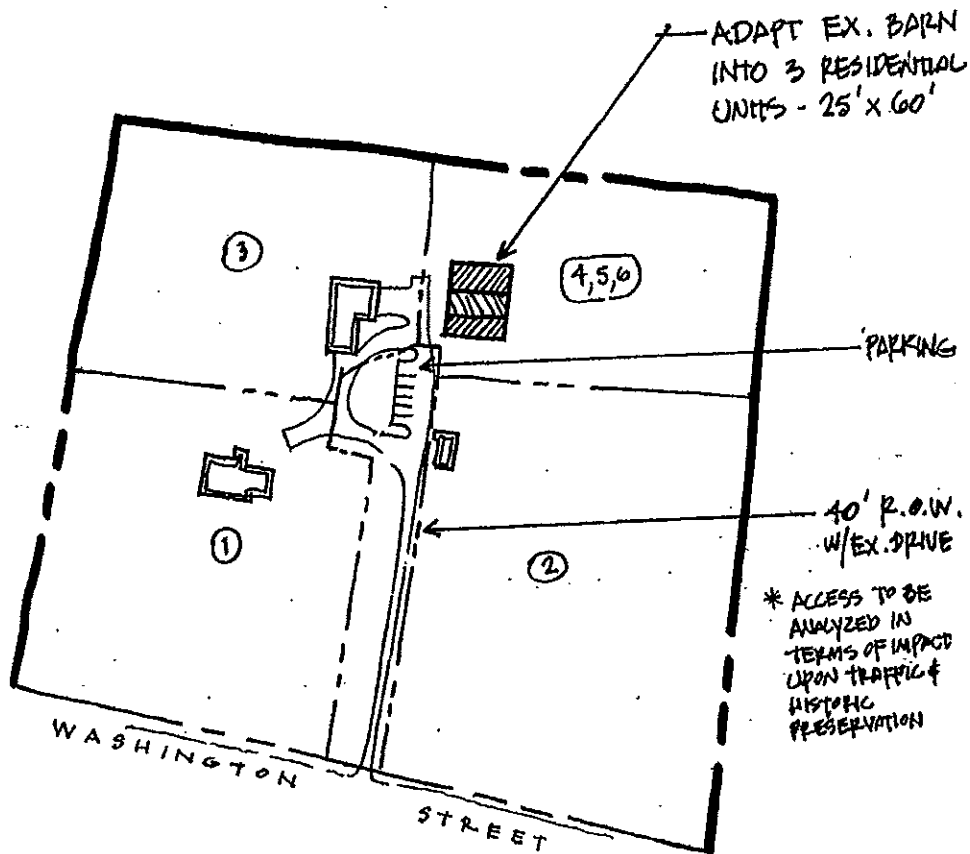 ADAPT EX. BARN
INTO 3 RESIDENTIAL
UNITS - 25' X 60'
3
4,5,6
PARKING
40' R.O.W.
W/EX. DRIVE
1
2
* ACCESS TO BE
ANALYZED IN
TERMS OF IMPACT
UPON TRAFFIC &
HISTORIC
PRESERVATION
WASHINGTON
STREET